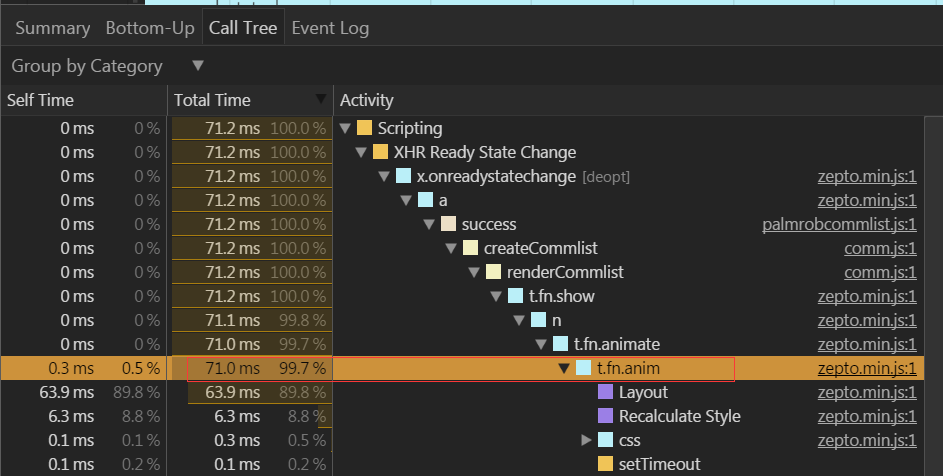 Summary Bottom-Up Call Tree Event Log
Group by Category ▼
Self Time Total Time ▼ Activity
0 ms 0 % 71.2 ms 100.0 % ▼ Scripting
0 ms 0 % 71.2 ms 100.0 % ▼ XHR Ready State Change
0 ms 0 % 71.2 ms 100.0 % ▼ x.onreadystatechange [deopt] zepto.min.js:1
0 ms 0 % 71.2 ms 100.0 % ▼ a zepto.min.js:1
0 ms 0 % 71.2 ms 100.0 % ▼ success palmrobcommlist.js:1
0 ms 0 % 71.2 ms 100.0 % ▼ createCommlist comm.js:1
0 ms 0 % 71.2 ms 100.0 % ▼ renderCommlist comm.js:1
0 ms 0 % 71.2 ms 100.0 % ▼ t.fn.show zepto.min.js:1
0 ms 0 % 71.1 ms 99.8 % ▼ n zepto.min.js:1
0 ms 0 % 71.0 ms 99.7 % ▼ t.fn.animate zepto.min.js:1
0.3 ms 0.5 % 71.0 ms 99.7 % ▼ t.fn.anim zepto.min.js:1
63.9 ms 89.8 % 63.9 ms 89.8 % Layout zepto.min.js:1
6.3 ms 8.8 % 6.3 ms 8.8 % Recalculate Style zepto.min.js:1
0.1 ms 0.1 % 0.3 ms 0.5 % ▶ css zepto.min.js:1
0.1 ms 0.2 % 0.1 ms 0.2 % setTimeout